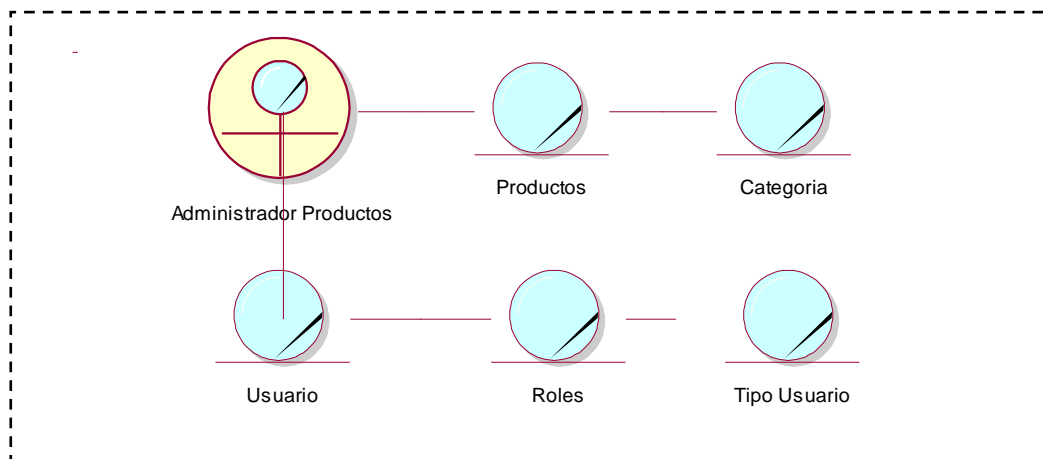 Administrador Productos
Productos
Categoria
Usuario
Roles
Tipo Usuario